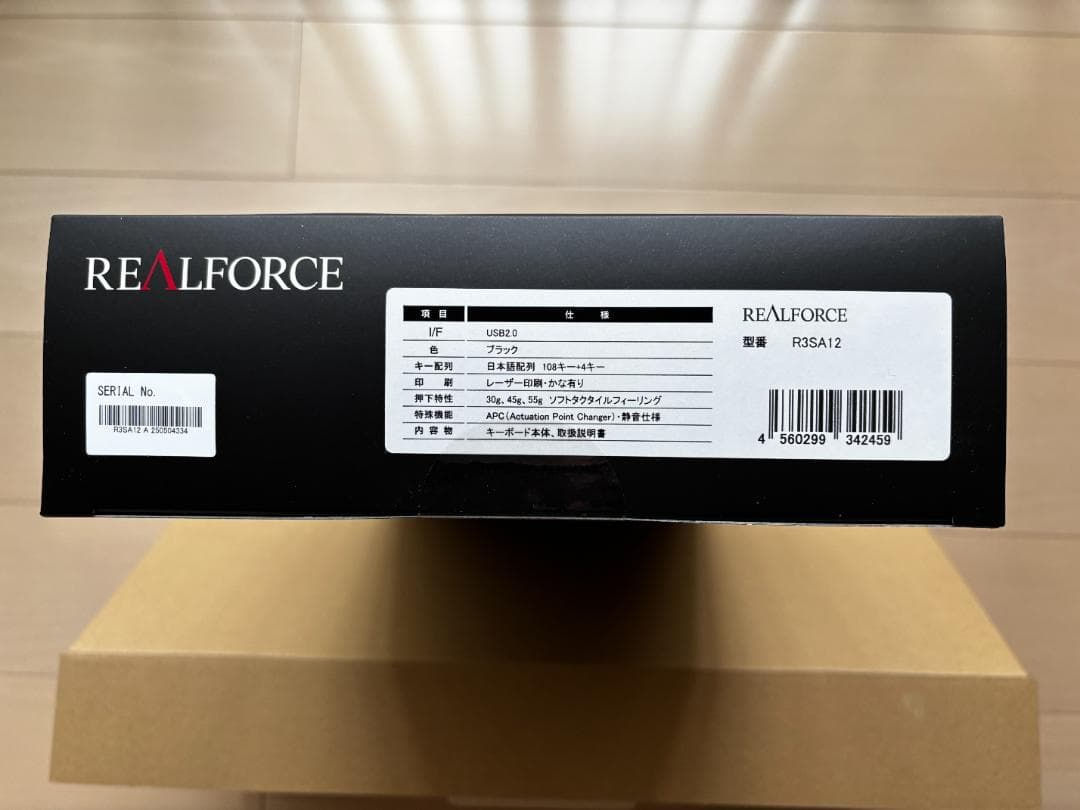 REALFORCE
SERIAL No.
R3SA12 A 250504334
項目 仕様
I/F USB2.0
色 ブラック
キー配列 日本語配列 108キー+4キー
印刷 レーザー印刷・かな有り
押下特性 30g、45g、55g ソフトタクタイルフィーリング
特殊機能 APC(Actuation Point Changer)・静音仕様
内容物 キーボード本体、取扱説明書
REALFORCE
型番 R3SA12
4 560299 342459